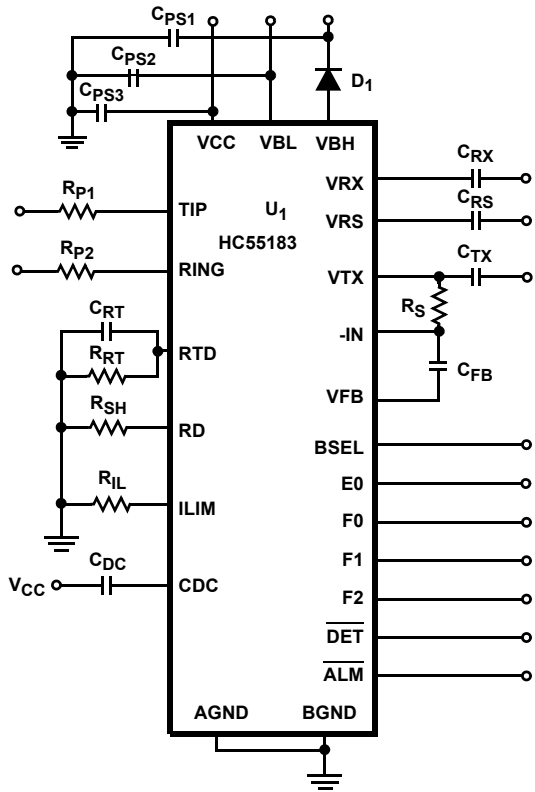 CPS1
CPS2
CPS3
D1
VCC VBL VBH
RP1
TIP
RP2
RING
U1
HC55183
VRX
CRX
VRS
CRS
VTX
CTX
RS
-IN
CFB
VFB
CRT
RTD
RRT
RSH
RD
RIL
ILIM
CDC
VCC
CDC
BSEL
E0
F0
F1
F2
DET
ALM
AGND BGND